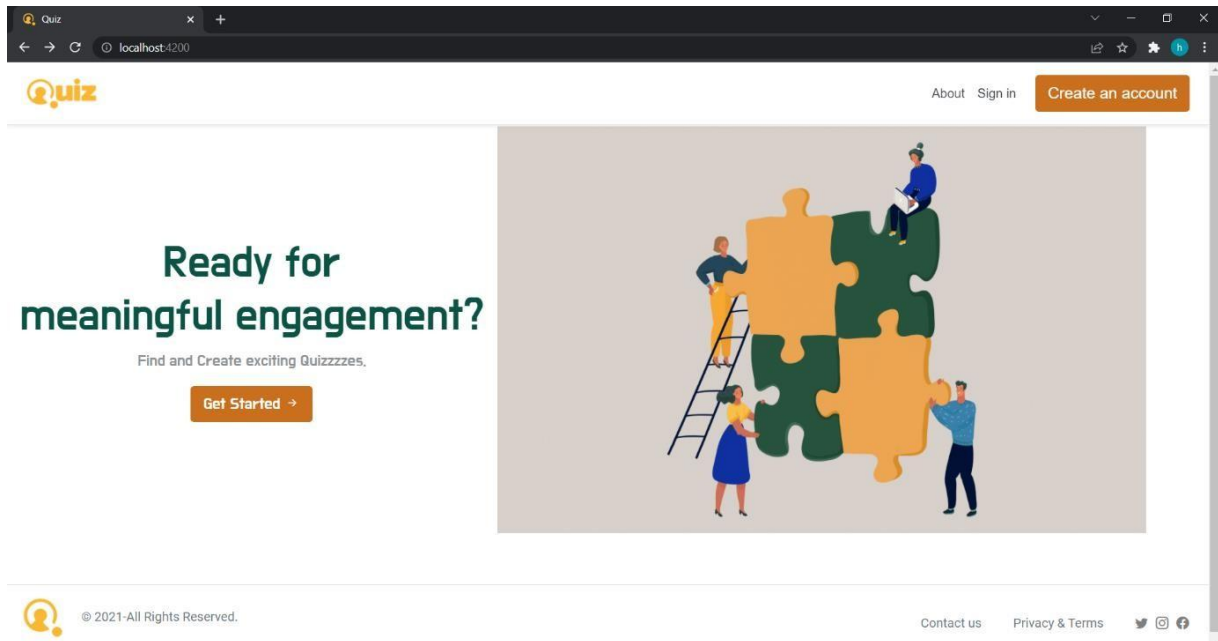 Quiz
localhost:4200
h
Quiz
About Sign in Create an account
Ready for
meaningful engagement?
Find and Create exciting Quizzzzes,
Get Started →
© 2021-All Rights Reserved.
Contact us Privacy & Terms